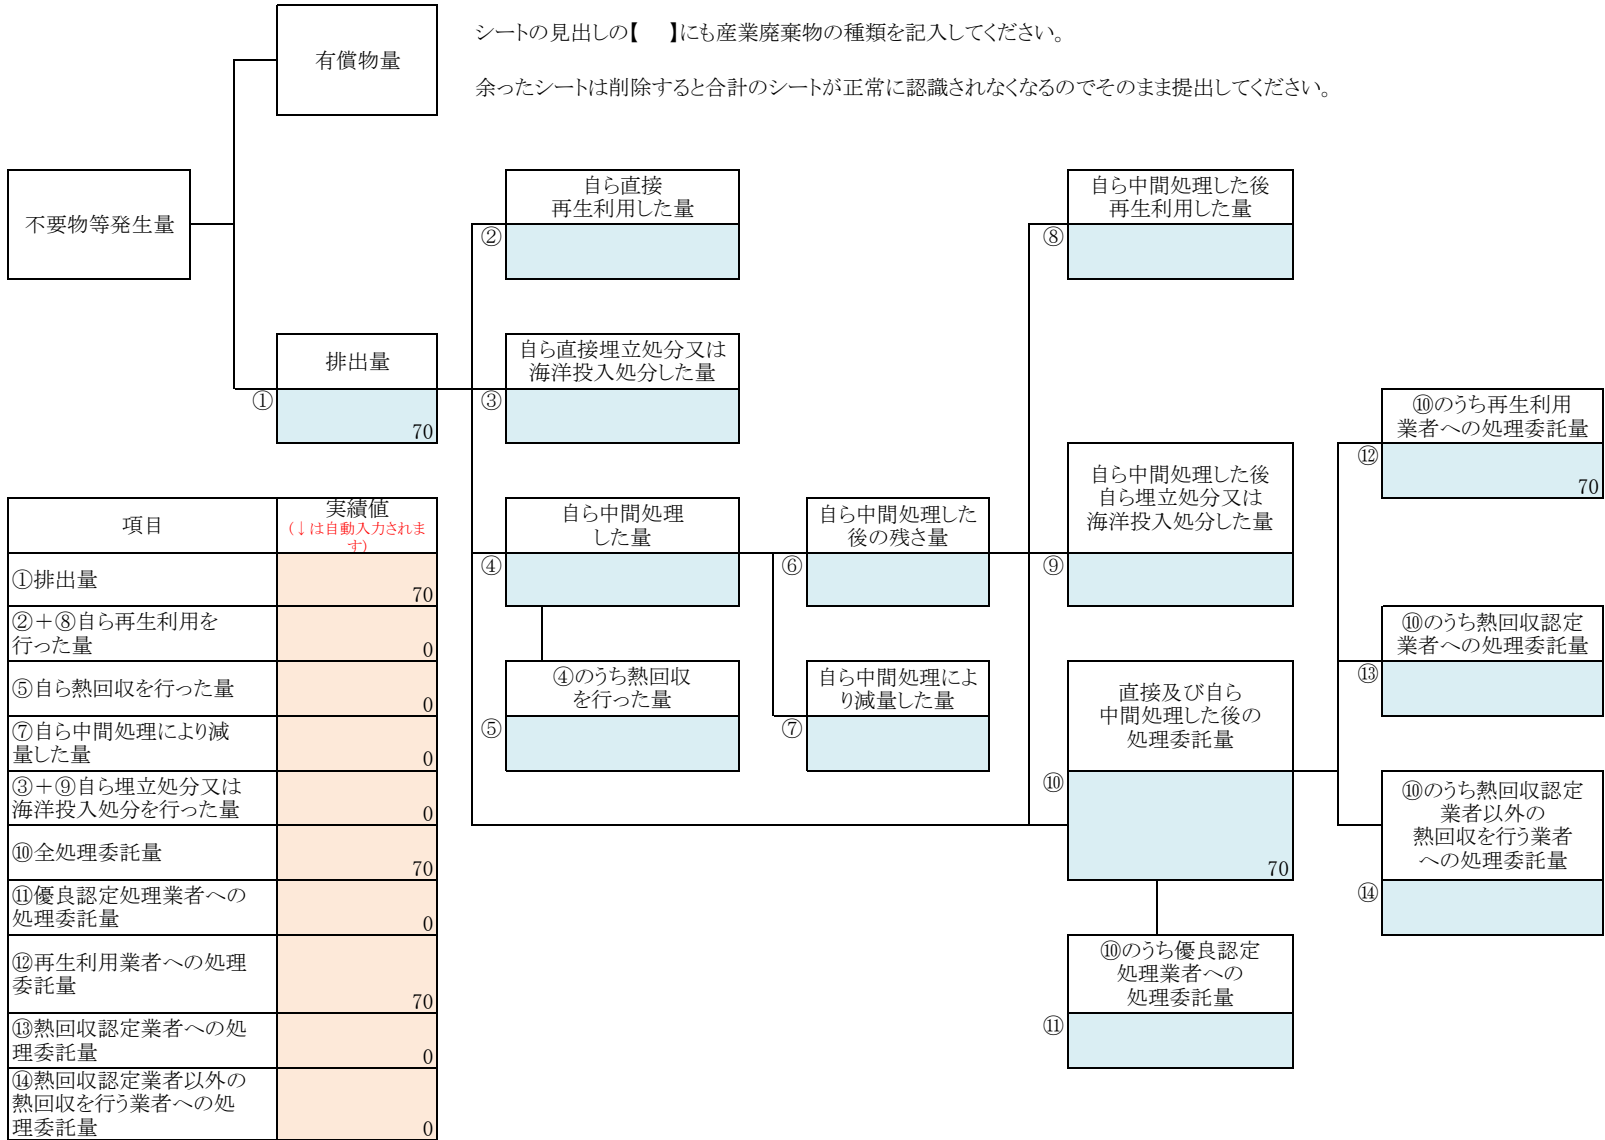 有償物量
シートの見出しの【　】にも産業廃棄物の種類を記入してください。
余ったシートは削除すると合計のシートが正常に認識されなくなるのでそのまま提出してください。
不要物等発生量
自ら直接
再生利用した量
②
自ら中間処理した後
再生利用した量
⑧
排出量
①
70
自ら直接埋立処分又は
海洋投入処分した量
③
⑩のうち再生利用
業者への処理委託量
⑫
70
自ら中間処理
した量
④
自ら中間処理した
後の残さ量
⑥
自ら中間処理した後
自ら埋立処分又は
海洋投入処分した量
⑨
⑩のうち熱回収認定
業者への処理委託量
⑬
④のうち熱回収
を行った量
⑤
自ら中間処理によ
り減量した量
⑦
直接及び自ら
中間処理した後の
処理委託量
⑩
70
⑩のうち熱回収認定
業者以外の
熱回収を行う業者
への処理委託量
⑭
⑩のうち優良認定
処理業者への
処理委託量
⑪
項目
実績値
(↓は自動入力されま
す)
①排出量
70
②＋⑧自ら再生利用を
行った量
0
⑤自ら熱回収を行った量
0
⑦自ら中間処理により減
量した量
0
③＋⑨自ら埋立処分又は
海洋投入処分を行った量
0
⑩全処理委託量
70
⑪優良認定処理業者への
処理委託量
0
⑫再生利用業者への処理
委託量
70
⑬熱回収認定業者への処
理委託量
0
⑭熱回収認定業者以外の
熱回収を行う業者への処
理委託量
0